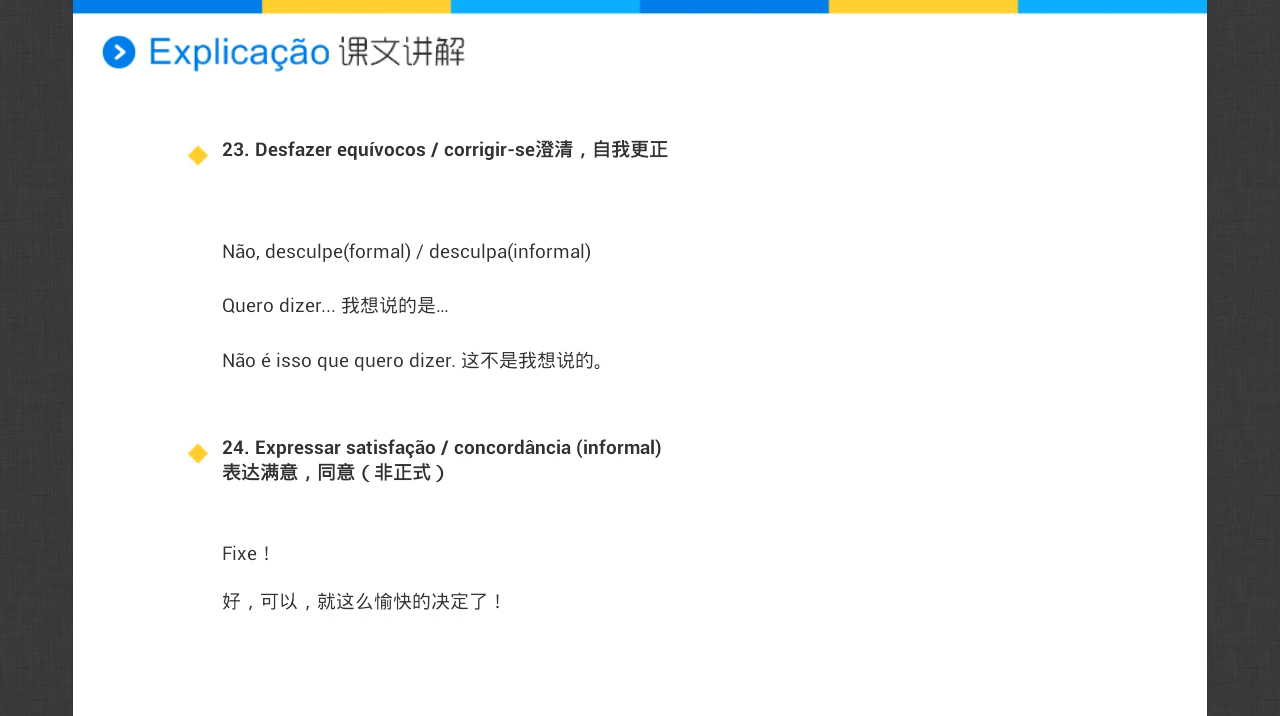 Explicação 课文讲解
23. Desfazer equívocos / corrigir-se澄清，自我更正
Não, desculpe(formal) / desculpa(informal)
Quero dizer... 我想说的是…
Não é isso que quero dizer. 这不是我想说的。
24. Expressar satisfação / concordância (informal)
表达满意，同意（非正式）
Fixe！
好，可以，就这么愉快的决定了！